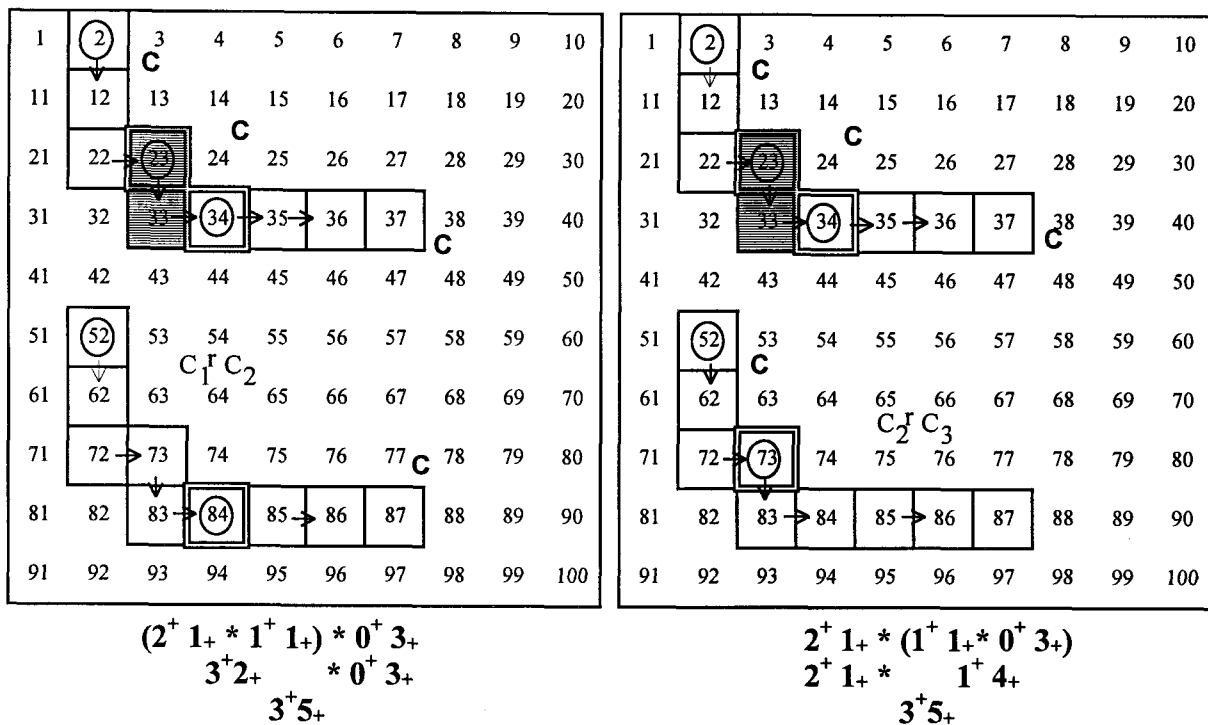 1 2 3 4 5 6 7 8 9 10
C
11 12 13 14 15 16 17 18 19 20
C
21 22 23 24 25 26 27 28 29 30
31 32 33 34 35 36 37 38 39 40
C
41 42 43 44 45 46 47 48 49 50
51 52 53 54 55 56 57 58 59 60
C₁ r C₂
61 62 63 64 65 66 67 68 69 70
71 72 73 74 75 76 77 C 78 79 80
81 82 83 84 85 86 87 88 89 90
91 92 93 94 95 96 97 98 99 100
(2⁺ 1₊ * 1⁺ 1₊) * 0⁺ 3₊
3⁺2₊ * 0⁺ 3₊
3⁺5₊
1 2 3 4 5 6 7 8 9 10
C
11 12 13 14 15 16 17 18 19 20
C
21 22 23 24 25 26 27 28 29 30
31 32 33 34 35 36 37 38 39 40
C
41 42 43 44 45 46 47 48 49 50
51 52 53 54 55 56 57 58 59 60
C
61 62 63 64 65 66 67 68 69 70
C₂ r C₃
71 72 73 74 75 76 77 78 79 80
81 82 83 84 85 86 87 88 89 90
91 92 93 94 95 96 97 98 99 100
2⁺ 1₊ * (1⁺ 1₊* 0⁺ 3₊)
2⁺ 1₊ * 1⁺ 4₊
3⁺5₊